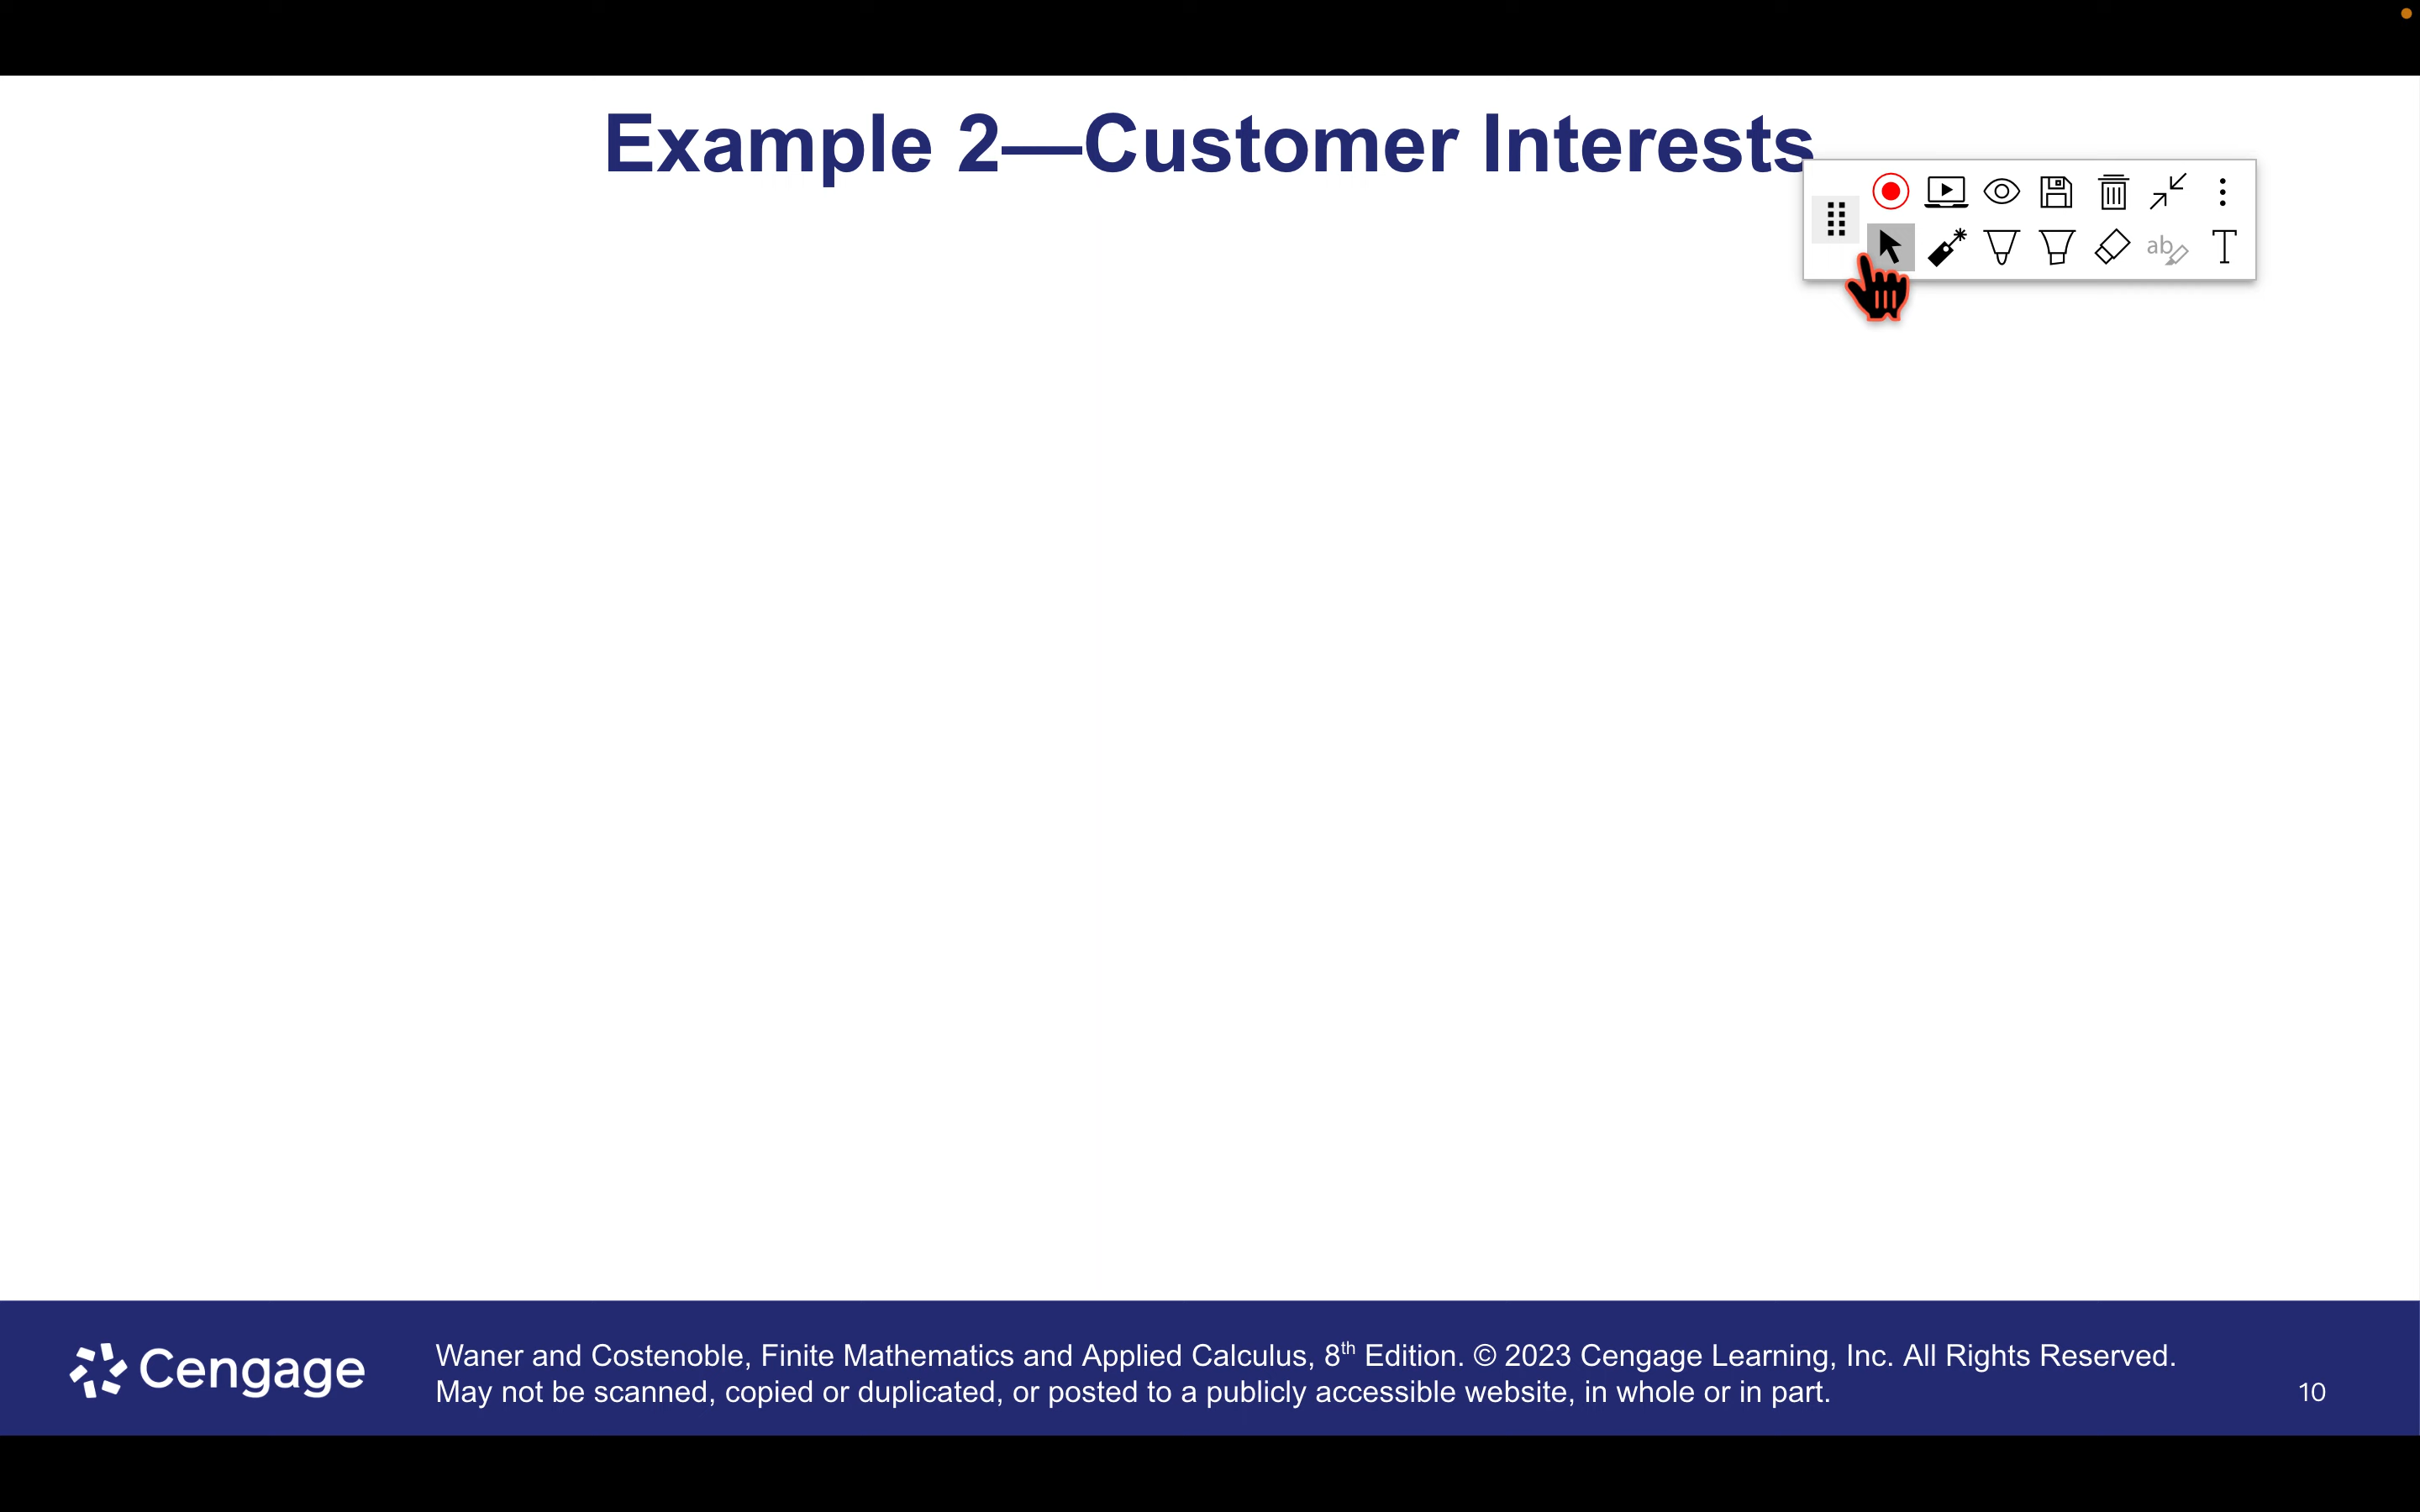 Example 2—Customer Interests
ab
T
Cengage
Waner and Costenoble, Finite Mathematics and Applied Calculus, 8th Edition. © 2023 Cengage Learning, Inc. All Rights Reserved.
May not be scanned, copied or duplicated, or posted to a publicly accessible website, in whole or in part.
10